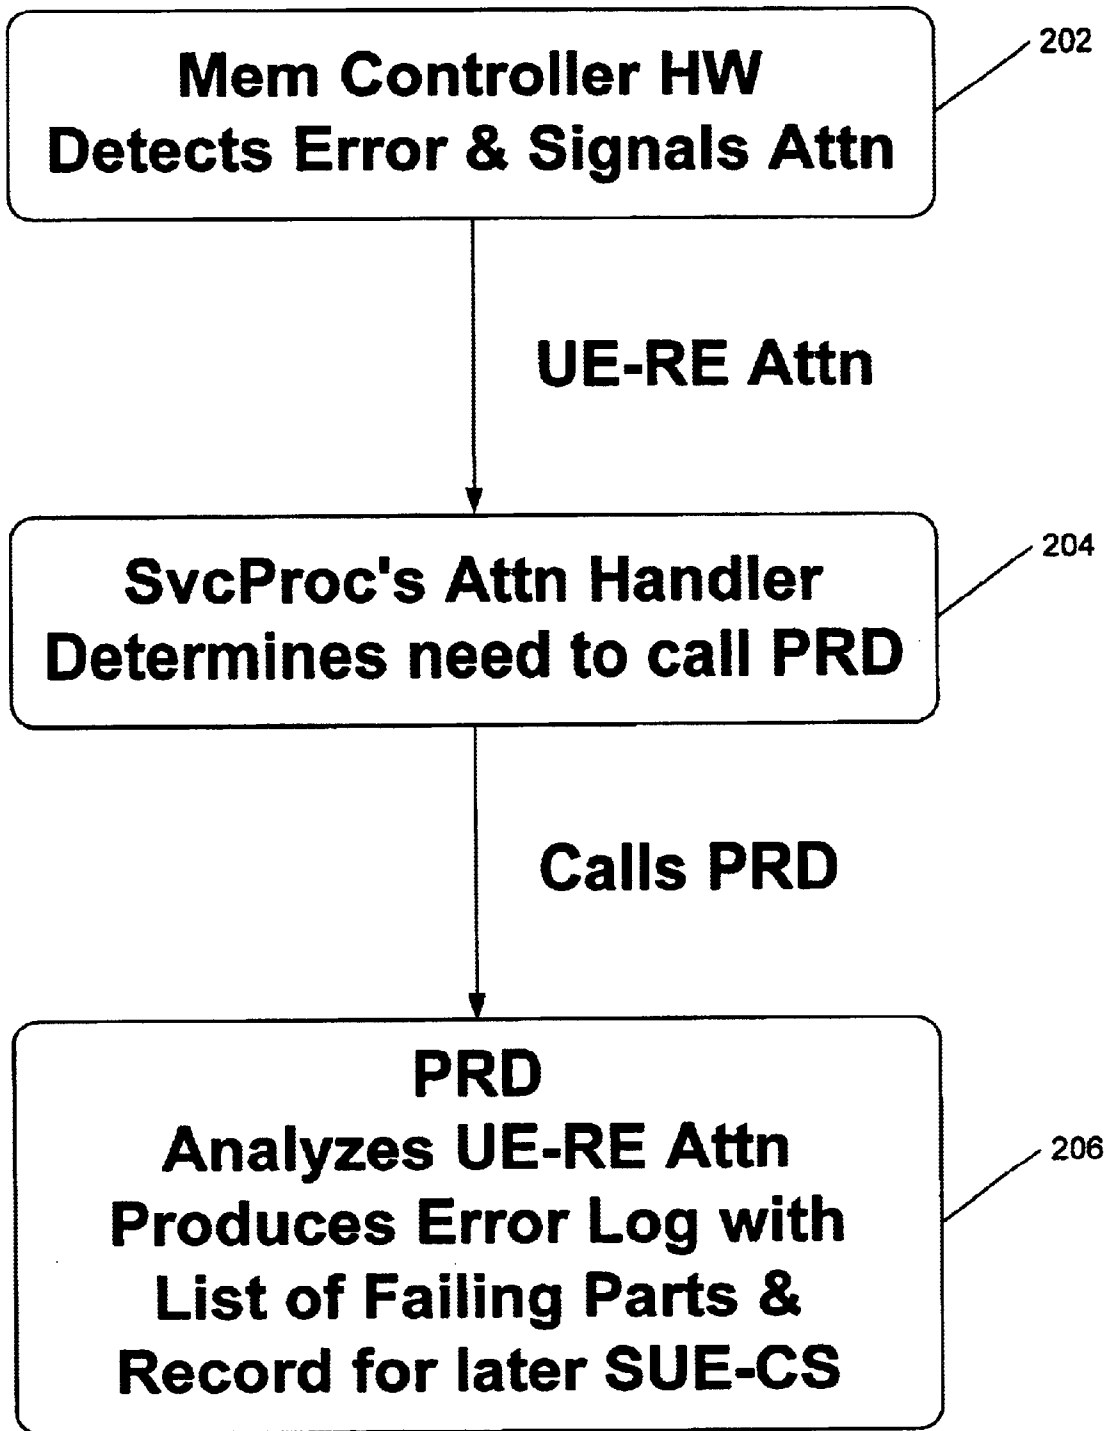 Mem Controller HW
Detects Error & Signals Attn
202
UE-RE Attn
SvcProc's Attn Handler
Determines need to call PRD
204
Calls PRD
PRD
Analyzes UE-RE Attn
Produces Error Log with
List of Failing Parts &
Record for later SUE-CS
206